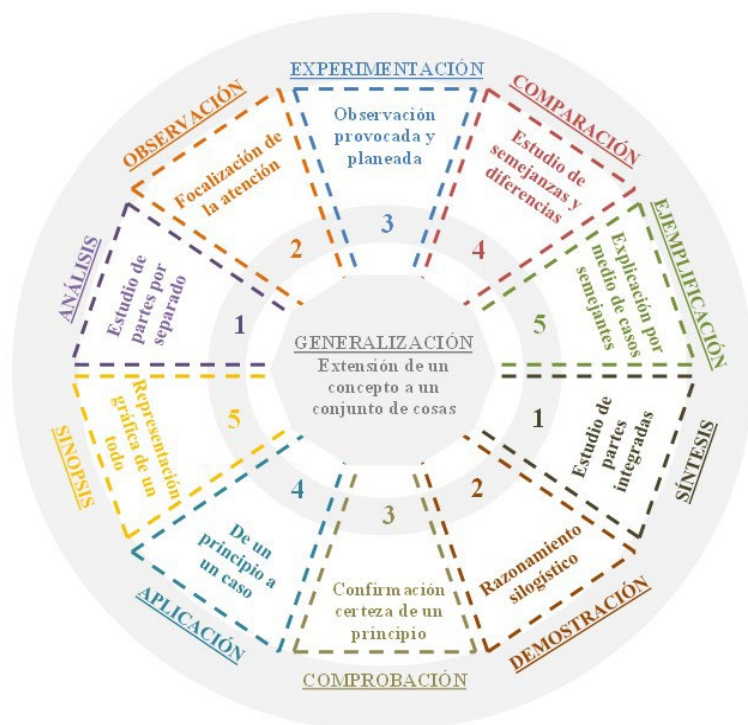 EXPERIMENTACIÓN
Observación
provocada y
planeada
3
COMPARACIÓN
Estudio de
semejanzas y
diferencias
4
EJEMPLIFICACIÓN
Explicación por
medio de casos
semejantes
5
SÍNTESIS
Estudio de
partes
integradas
1
DEMOSTRACIÓN
Razonamiento
silogístico
2
COMPROBACIÓN
Confirmación
certeza de un
principio
3
APLICACIÓN
De un
principio a
un caso
4
SINOPSIS
Representación
gráfica de un
todo
5
ANÁLISIS
Estudio de
partes por
separado
1
OBSERVACIÓN
Focalización de
la atención
2
GENERALIZACIÓN
Extensión de un
concepto a un
conjunto de cosas